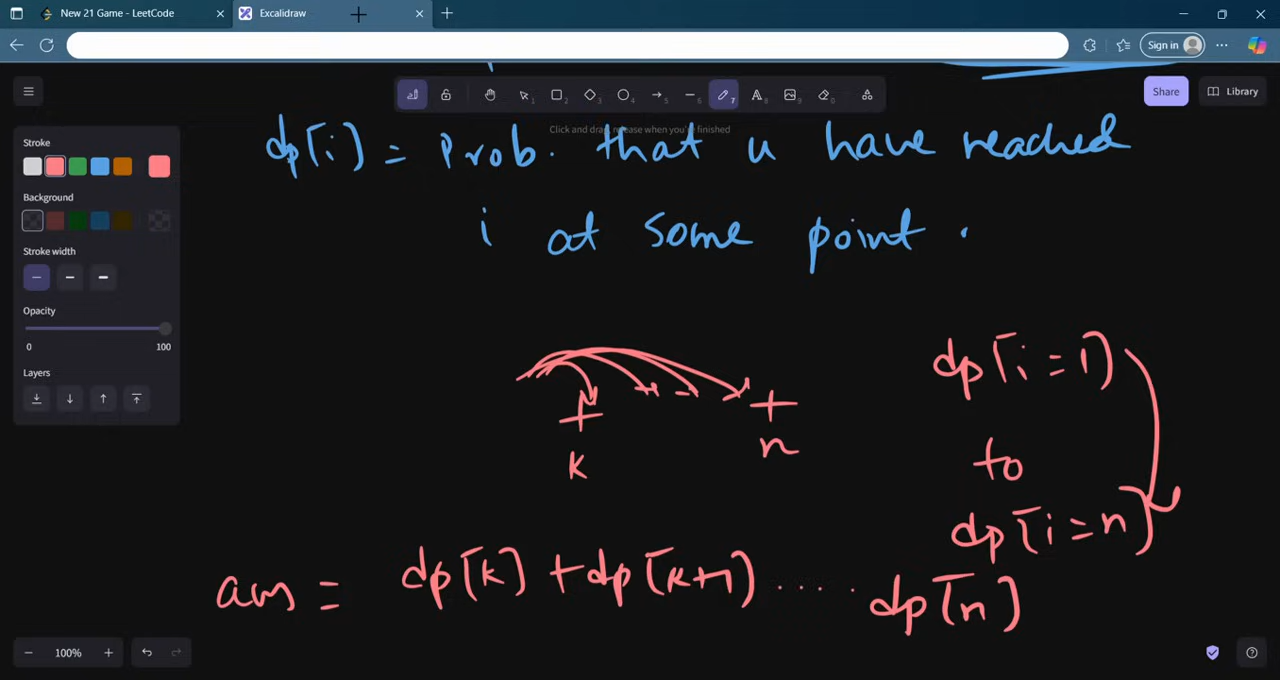 New 21 Game - LeetCode
Excalidraw
Sign in
Click and drag, release when you're finished
Share
Library
Stroke
Background
Stroke width
Opacity
0 100
Layers
dp[i] = Prob. that u have reached
i at some point .
k
n
dp[i=1]
to
dp[i=n]
ans = dp[k] + dp[k+1) ..... dp[n]
100%